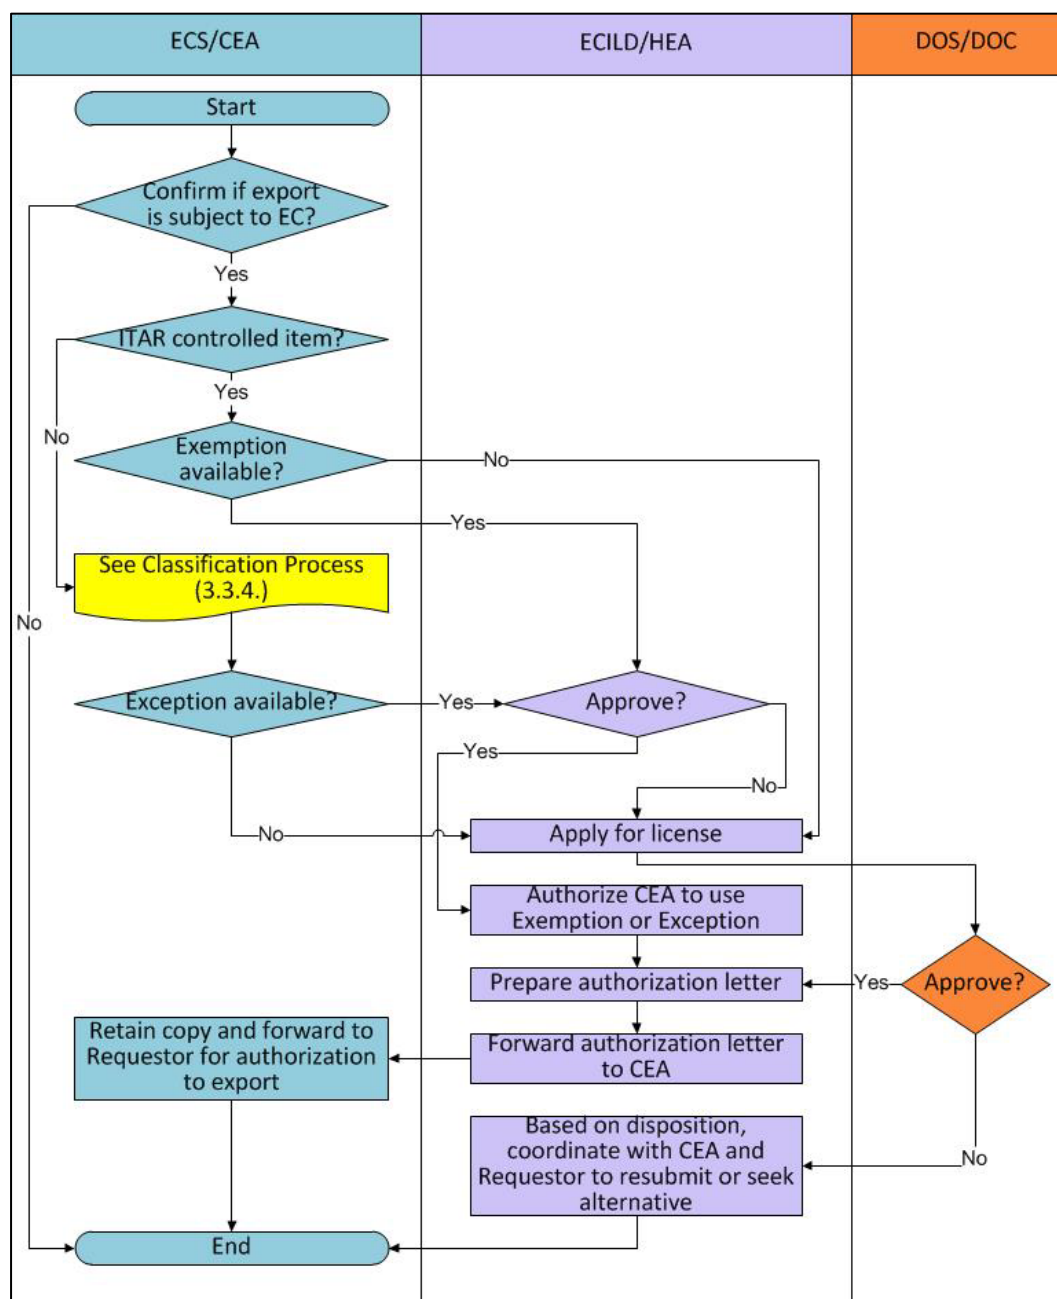 ECS/CEA
ECILD/HEA
DOS/DOC
Start
Confirm if export
is subject to EC?
Yes
ITAR controlled item?
Yes
No
Exemption
available?
No
Yes
See Classification Process
(3.3.4.)
No
Exception available?
Yes
Approve?
Yes
No
No
Apply for license
Authorize CEA to use
Exemption or Exception
Prepare authorization letter
Yes
Approve?
Retain copy and forward to
Requestor for authorization
to export
Forward authorization letter
to CEA
Based on disposition,
coordinate with CEA and
Requestor to resubmit or seek
alternative
No
End